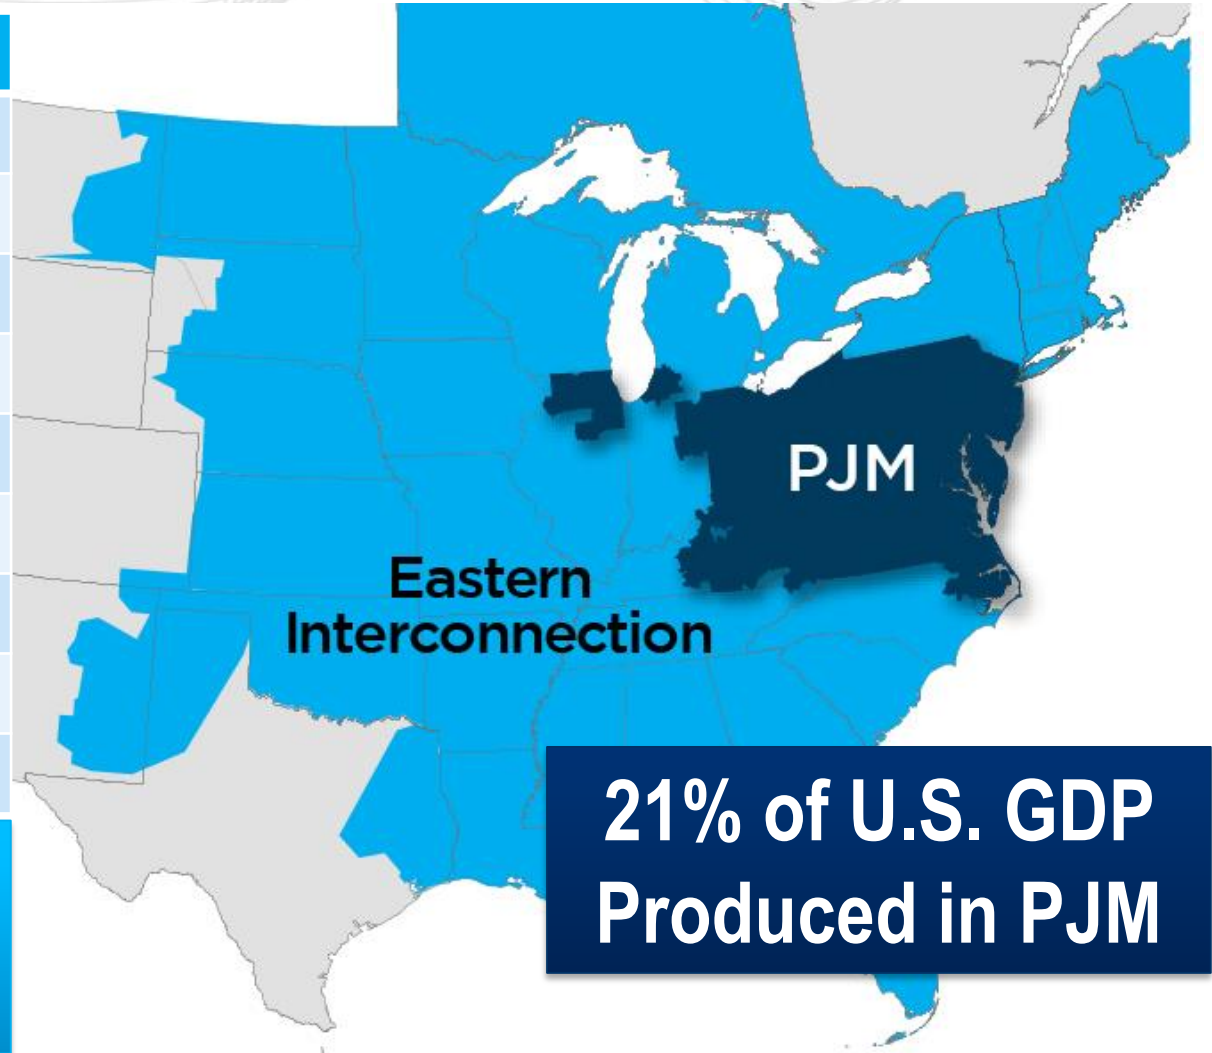 PJM
Eastern
Interconnection
21% of U.S. GDP
Produced in PJM